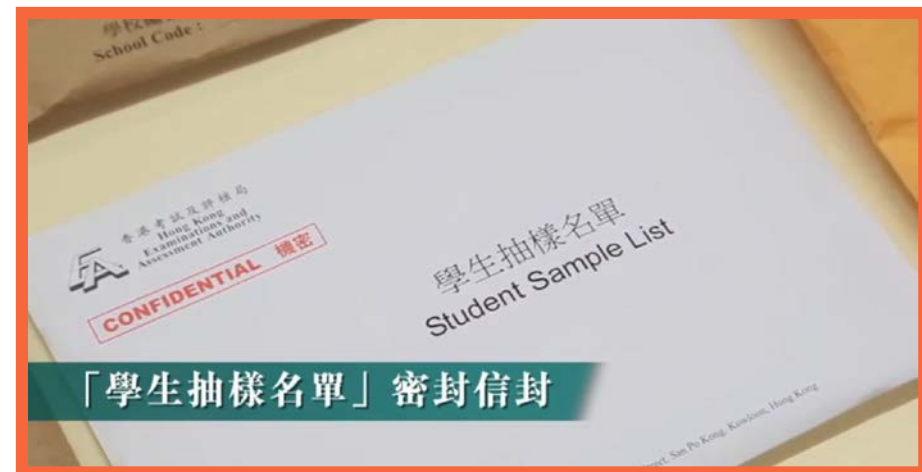 School Code :
香港考試及評核局
Hong Kong
Examinations and
Assessment Authority
CONFIDENTIAL 機密
學生抽樣名單
Student Sample List
「學生抽樣名單」密封信封
Street, San Po Kong, Kowloon, Hong Kong